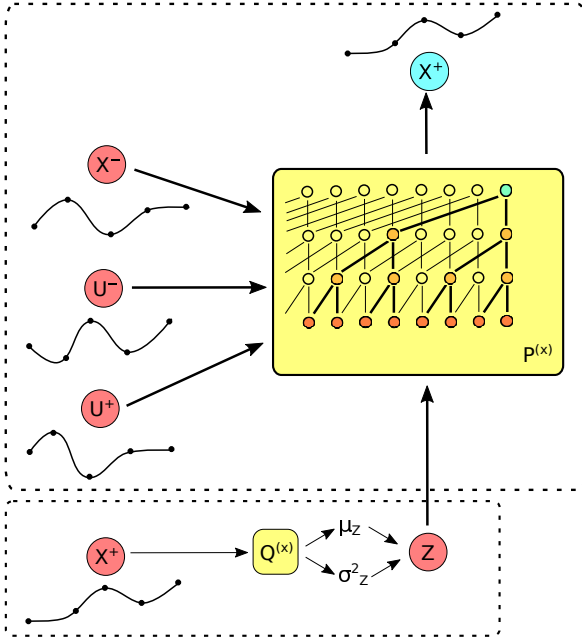 X⁺
X⁻
U⁻
U⁺
P⁽ˣ⁾
X⁺
Q⁽ˣ⁾
μ_Z
σ²_Z
Z